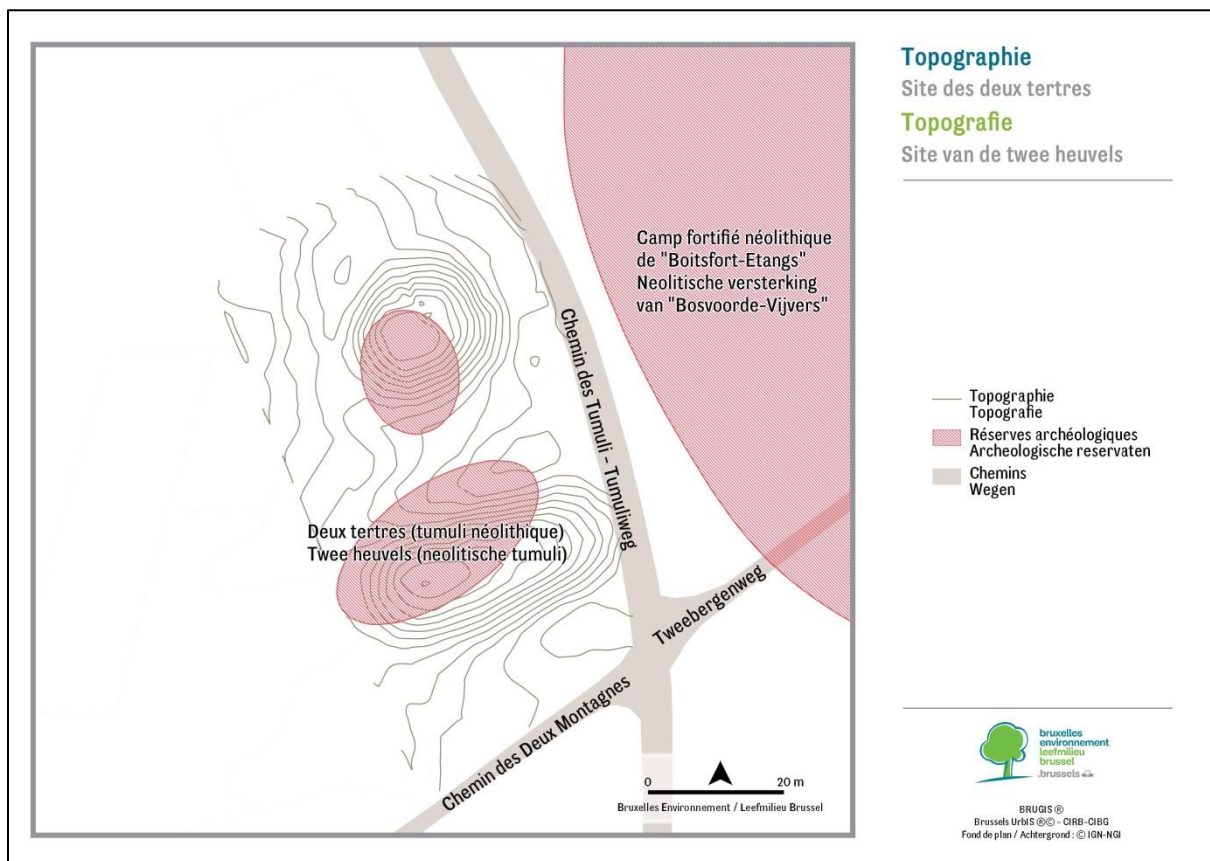 Topographie
Site des deux tertres
Topografie
Site van de twee heuvels
Camp fortifié néolithique
de "Boitsfort-Etangs"
Neolitische versterking
van "Bosvoorde-Vijvers"
Chemin des Tumuli - Tumuliweg
Deux tertres (tumuli néolithique)
Twee heuvels (neolitische tumuli)
Tweebergenweg
Chemin des Deux Montagnes
0 20 m
Bruxelles Environnement / Leefmilieu Brussel
Topographie
Topografie
Réserves archéologiques
Archeologische reservaten
Chemins
Wegen
bruxelles
environnement
leefmilieu
brussel
.brussels
BRUGIS ®
Brussels UrbIS ®© - CIRB-CIBG
Fond de plan / Achtergrond : © IGN-NGI